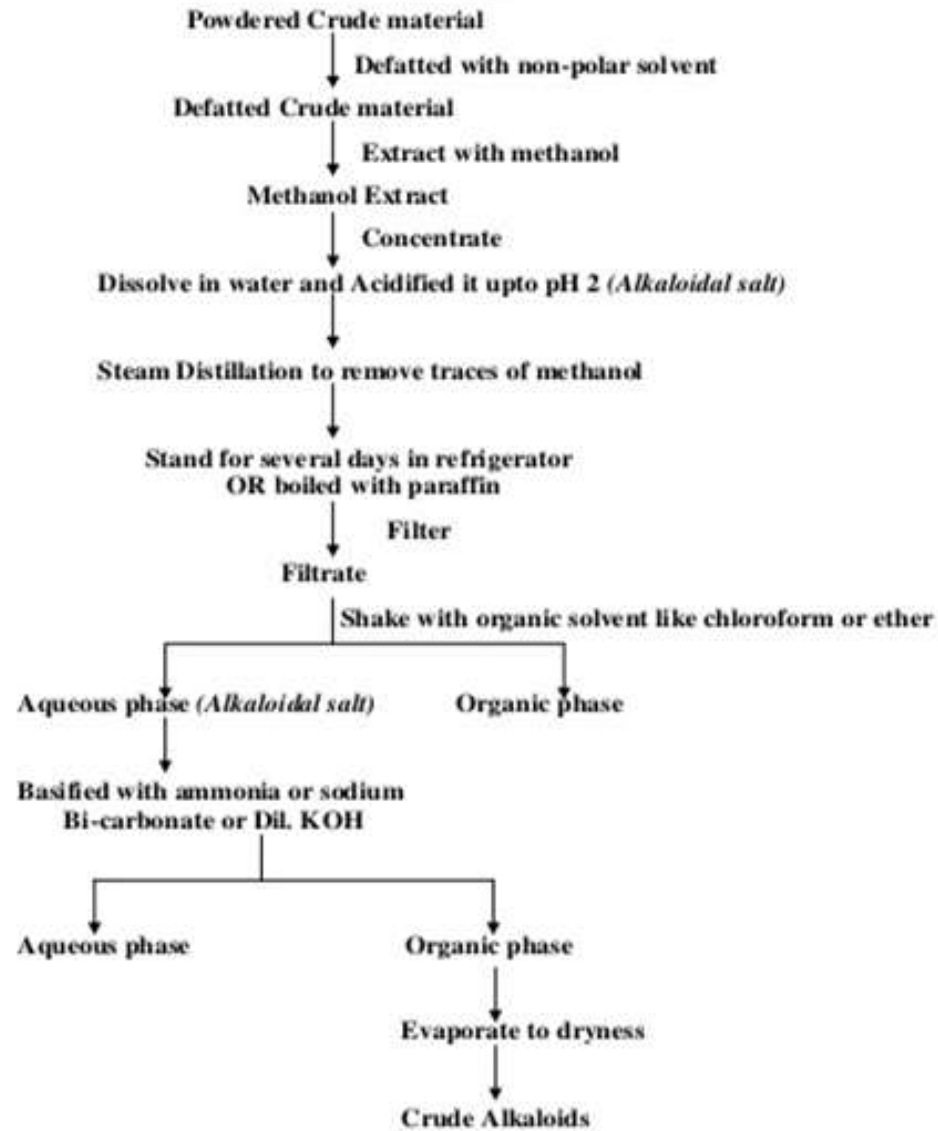 Powdered Crude material
Defatted with non-polar solvent
Defatted Crude material
Extract with methanol
Methanol Extract
Concentrate
Dissolve in water and Acidified it upto pH 2 (Alkaloidal salt)
Steam Distillation to remove traces of methanol
Stand for several days in refrigerator
OR boiled with paraffin
Filter
Filtrate
Shake with organic solvent like chloroform or ether
Aqueous phase (Alkaloidal salt)
Organic phase
Basified with ammonia or sodium
Bi-carbonate or Dil. KOH
Aqueous phase
Organic phase
Evaporate to dryness
Crude Alkaloids